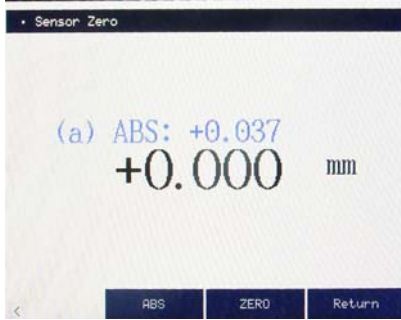 • Sensor Zero
(a) ABS: +0.037
+0.000 mm
< ABS ZERO Return